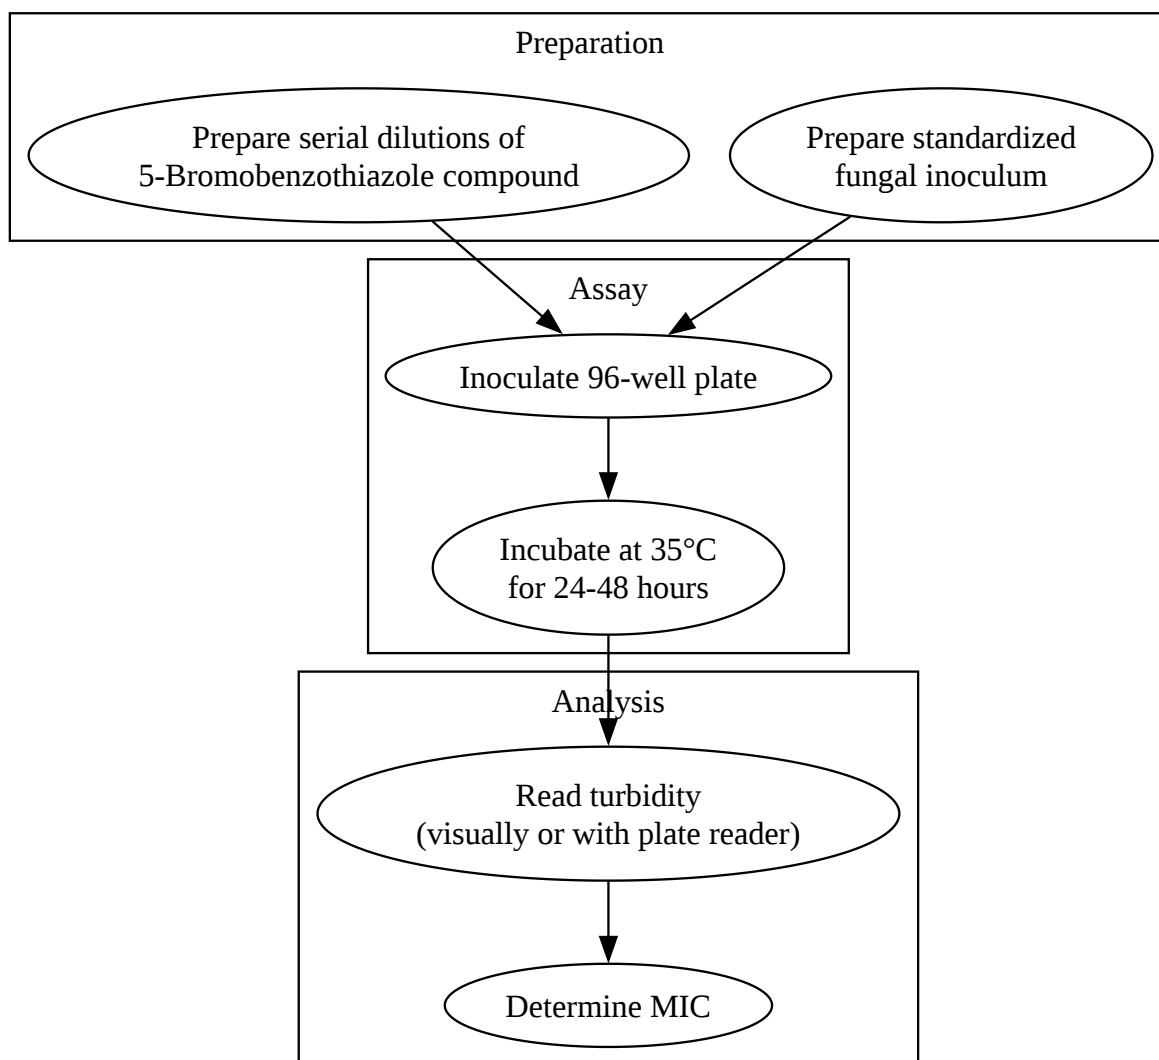 Preparation
Prepare serial dilutions of
5-Bromobenzothiazole compound
Prepare standardized
fungal inoculum
Assay
Inoculate 96-well plate
Incubate at 35°C
for 24-48 hours
Analysis
Read turbidity
(visually or with plate reader)
Determine MIC